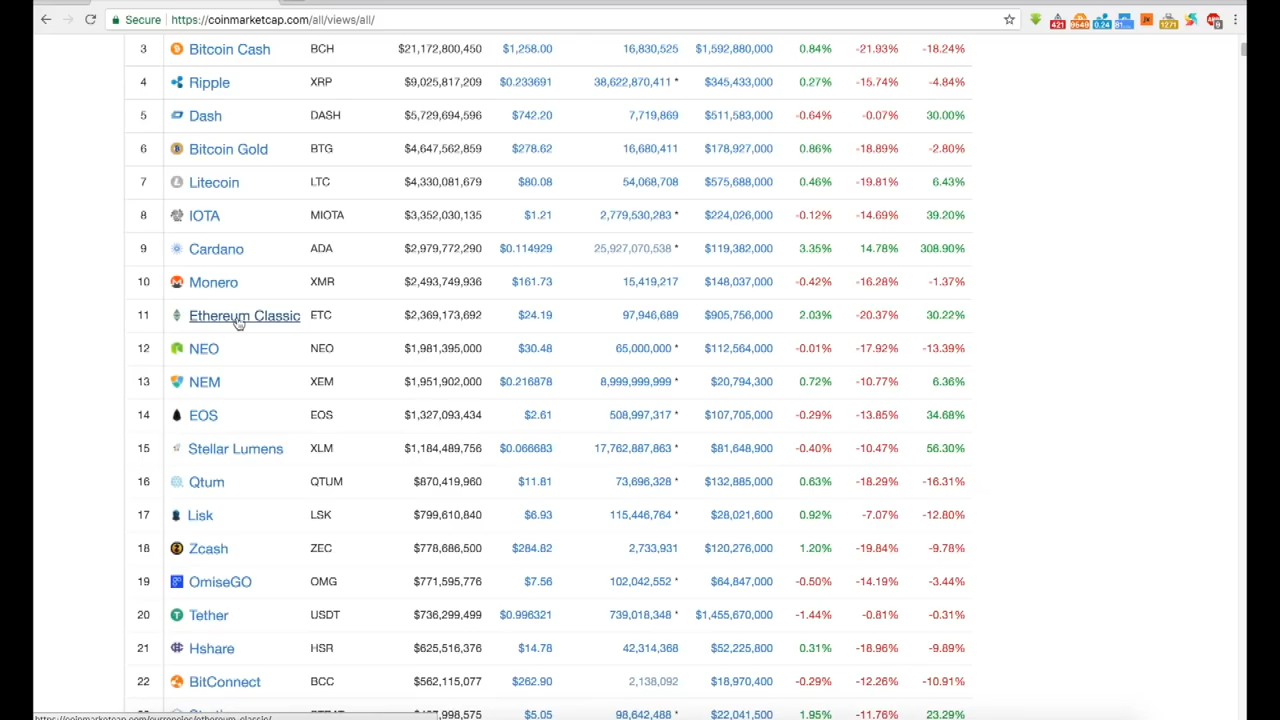 Secure https://coinmarketcap.com/all/views/all/ 421 0.24 1271
3 Bitcoin Cash BCH $21,172,800,450 $1,258.00 16,830,525 $1,592,880,000 0.84% -21.93% -18.24%
4 Ripple XRP $9,025,817,209 $0.233691 38,622,870,411 * $345,433,000 0.27% -15.74% -4.84%
5 Dash DASH $5,729,694,596 $742.20 7,719,869 $511,583,000 -0.64% -0.07% 30.00%
6 Bitcoin Gold BTG $4,647,562,859 $278.62 16,680,411 $178,927,000 0.86% -18.89% -2.80%
7 Litecoin LTC $4,330,081,679 $80.08 54,068,708 $575,688,000 0.46% -19.81% 6.43%
8 IOTA MIOTA $3,352,030,135 $1.21 2,779,530,283 * $224,026,000 -0.12% -14.69% 39.20%
9 Cardano ADA $2,979,772,290 $0.114929 25,927,070,538 * $119,382,000 3.35% 14.78% 308.90%
10 Monero XMR $2,493,749,936 $161.73 15,419,217 $148,037,000 -0.42% -16.28% -1.37%
11 Ethereum Classic ETC $2,369,173,692 $24.19 97,946,689 $905,756,000 2.03% -20.37% 30.22%
12 NEO NEO $1,981,395,000 $30.48 65,000,000 * $112,564,000 -0.01% -17.92% -13.39%
13 NEM XEM $1,951,902,000 $0.216878 8,999,999,999 * $20,794,300 0.72% -10.77% 6.36%
14 EOS EOS $1,327,093,434 $2.61 508,997,317 * $107,705,000 -0.29% -13.85% 34.68%
15 Stellar Lumens XLM $1,184,489,756 $0.066683 17,762,887,863 * $81,648,900 -0.40% -10.47% 56.30%
16 Qtum QTUM $870,419,960 $11.81 73,696,328 * $132,885,000 0.63% -18.29% -16.31%
17 Lisk LSK $799,610,840 $6.93 115,446,764 * $28,021,600 0.92% -7.07% -12.80%
18 Zcash ZEC $778,686,500 $284.82 2,733,931 $120,276,000 1.20% -19.84% -9.78%
19 OmiseGO OMG $771,595,776 $7.56 102,042,552 * $64,847,000 -0.50% -14.19% -3.44%
20 Tether USDT $736,299,499 $0.996321 739,018,348 * $1,455,670,000 -1.44% -0.81% -0.31%
21 Hshare HSR $625,516,376 $14.78 42,314,368 $52,225,800 0.31% -18.96% -9.89%
22 BitConnect BCC $562,115,077 $262.90 2,138,092 $18,970,400 -0.29% -12.26% -10.91%
$5.05 98,642,488 * $22,041,500 1.95% -11.76% 23.29%